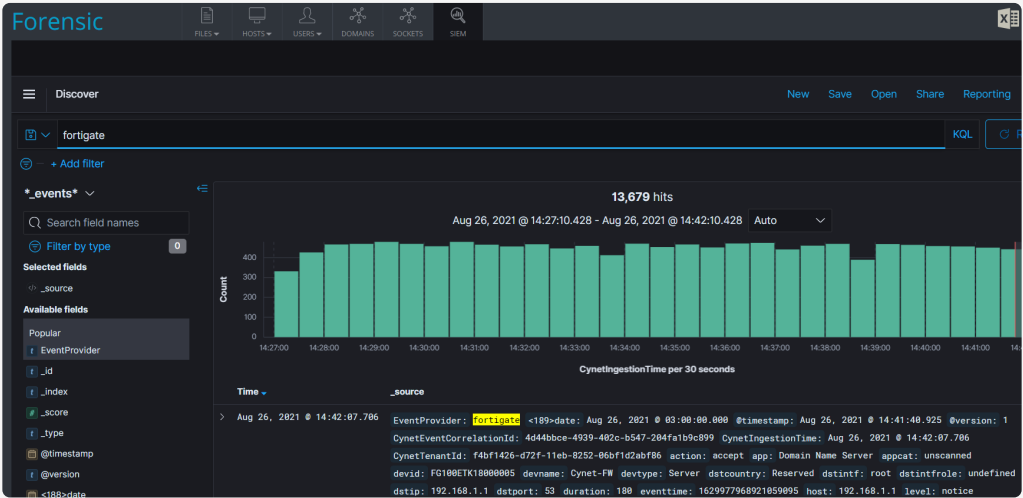 Forensic
FILES HOSTS USERS DOMAINS SOCKETS SIEM
Discover
New Save Open Share Reporting
fortigate
KQL
+ Add filter
*_events*
Search field names
Filter by type 0
Selected fields
_source
Available fields
Popular
t EventProvider
t _id
t _index
# _score
t _type
@timestamp
t @version
<188>date
13,679 hits
Aug 26, 2021 @ 14:27:10.428 - Aug 26, 2021 @ 14:42:10.428 Auto
Count
400
300
200
100
0
14:27:00 14:28:00 14:29:00 14:30:00 14:31:00 14:32:00 14:33:00 14:34:00 14:35:00 14:36:00 14:37:00 14:38:00 14:39:00 14:40:00 14:41:00
CynetIngestionTime per 30 seconds
Time _source
Aug 26, 2021 @ 14:42:07.706
EventProvider: fortigate <189>date: Aug 26, 2021 @ 03:00:00.000 @timestamp: Aug 26, 2021 @ 14:41:40.925 @version: 1
CynetEventCorrelationId: 4d44bbce-4939-402c-b547-204fa1b9c899 CynetIngestionTime: Aug 26, 2021 @ 14:42:07.706
CynetTenantId: f4bf1426-d72f-11eb-8252-06bf1d2abf86 action: accept app: Domain Name Server appcat: unscanned
devid: FG100ETK18000005 devname: Cynet-FW devtype: Server dstcountry: Reserved dstintf: root dstintfrole: undefined
dstip: 192.168.1.1 dstport: 53 duration: 180 eventtime: 1629977968921059095 host: 192.168.1.1 level: notice